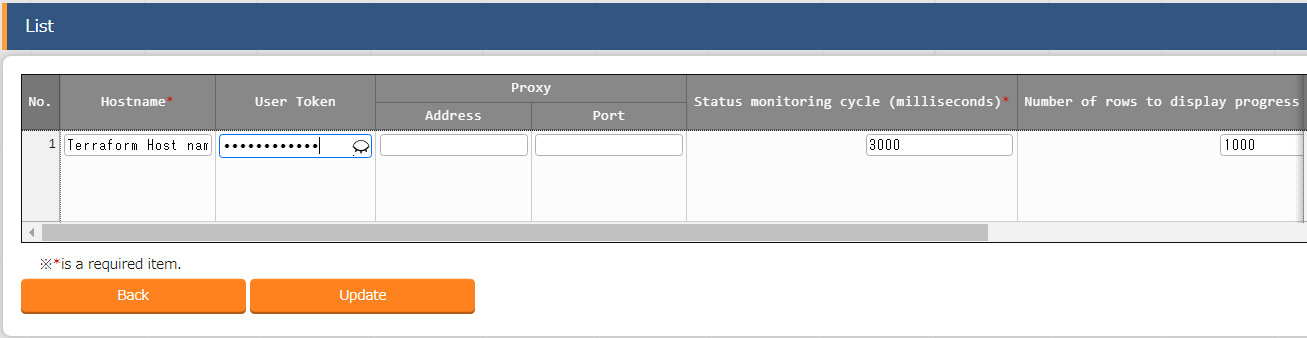 List
No. Hostname* User Token Proxy Address Port Status monitoring cycle (milliseconds)* Number of rows to display progress
1 Terraform Host nam •••••••••••• 3000 1000
※*is a required item.
Back Update